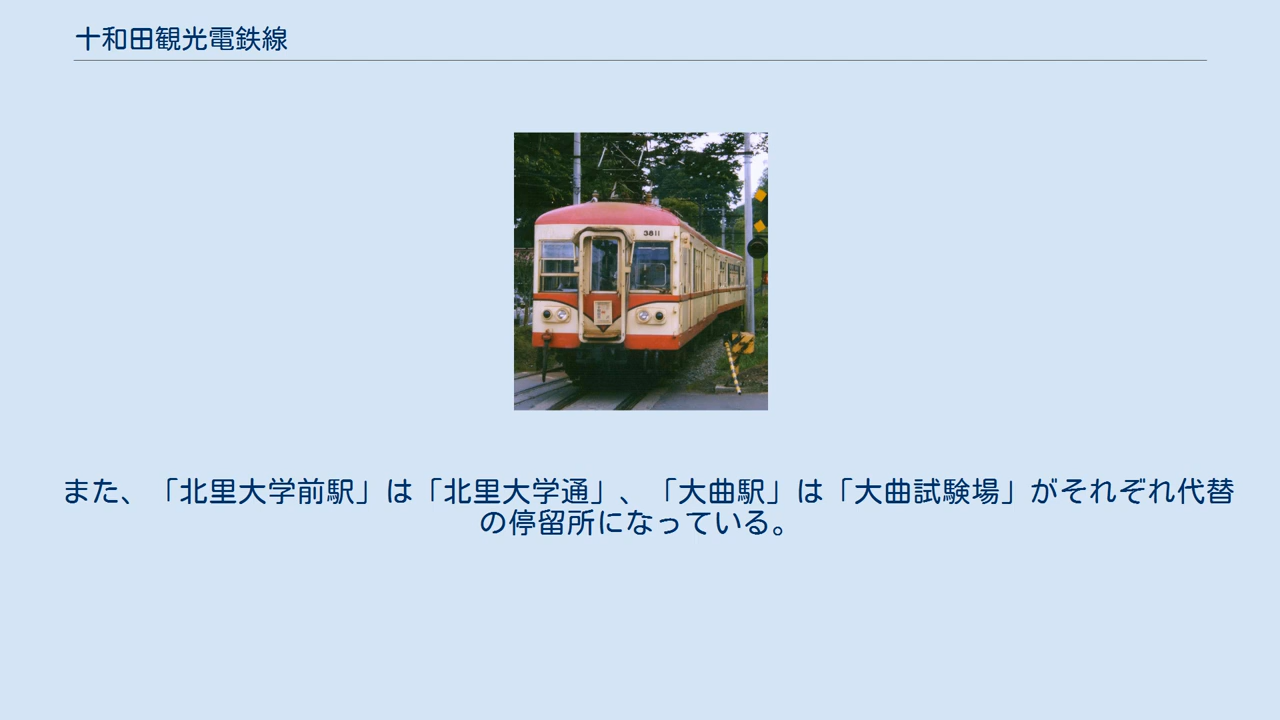 十和田観光電鉄線
3811
また、「北里大学前駅」は「北里大学通」、「大曲駅」は「大曲試験場」がそれぞれ代替
の停留所になっている。